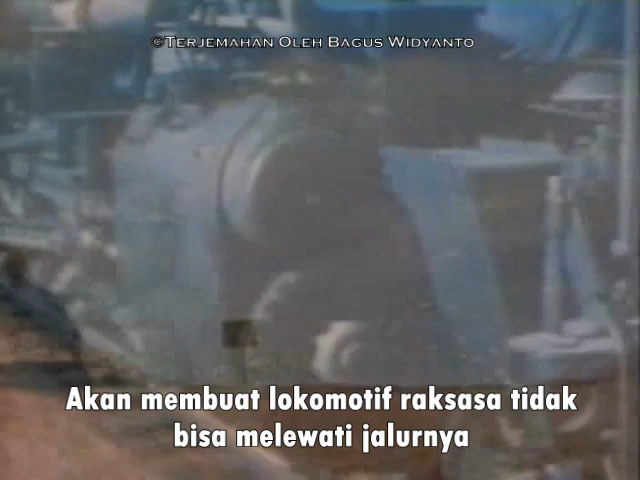 ©Terjemahan Oleh Bagus Widyanto
Akan membuat lokomotif raksasa tidak
bisa melewati jalurnya